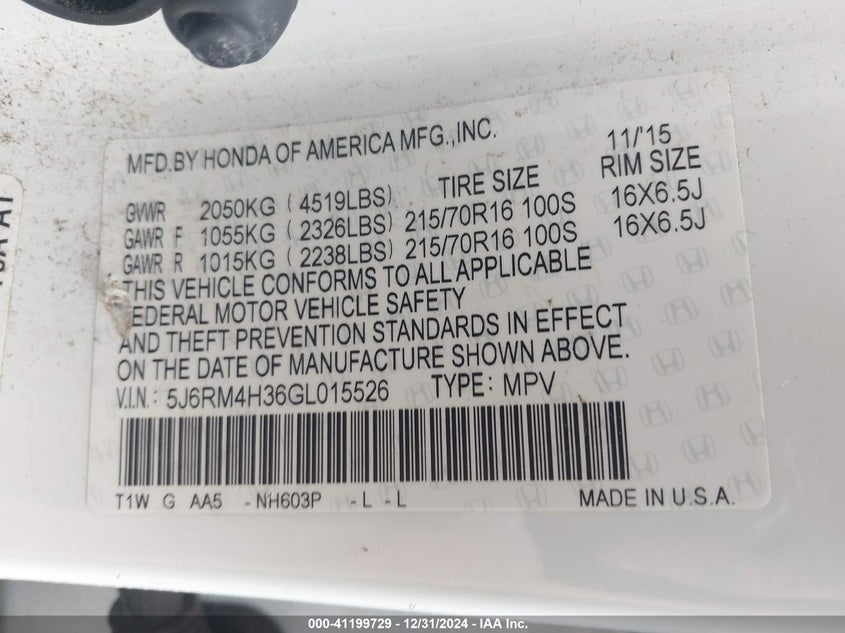 MFD.BY HONDA OF AMERICA MFG.,INC. 11/'15
TIRE SIZE RIM SIZE
GVWR 2050KG (4519LBS)
GAWR F 1055KG (2326LBS) 215/70R16 100S 16X6.5J
GAWR R 1015KG (2238LBS) 215/70R16 100S 16X6.5J
THIS VEHICLE CONFORMS TO ALL APPLICABLE
FEDERAL MOTOR VEHICLE SAFETY
AND THEFT PREVENTION STANDARDS IN EFFECT
ON THE DATE OF MANUFACTURE SHOWN ABOVE.
V.I.N.: 5J6RM4H36GL015526 TYPE: MPV
T1W G AA5 -NH603P -L -L MADE IN U.S.A.
000-41199729 - 12/31/2024 - IAA Inc.